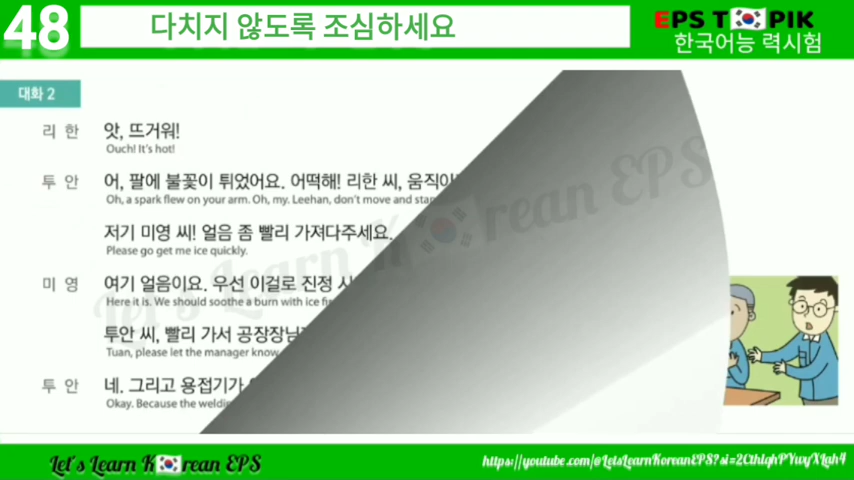 48 다치지 않도록 조심하세요
EPS TOPIK
한국어능 력시험
대화 2
리 한 앗, 뜨거워!
Ouch! It's hot!
투 안 어, 팔에 불꽃이 튀었어요. 어떡해! 리한 씨, 움직이
Oh, a spark flew on your arm. Oh, my. Leehan, don't move and
저기 미영 씨! 얼음 좀 빨리 가져다주세요.
Please go get me ice quickly.
미 영 여기 얼음이요. 우선 이걸로 진정
Here it is. We should soothe a burn with ice
투안 씨, 빨리 가서 공장장님
Tuan, please let the manager know
투 안 네. 그리고 용접기가
Okay. Because the
Let's Learn Korean EPS
Let's Learn Korean EPS